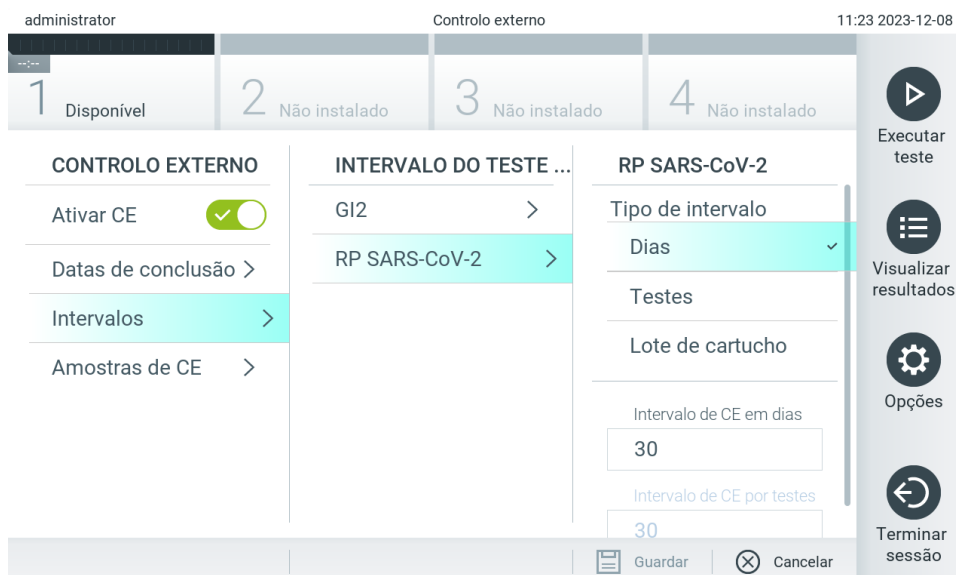 administrator
Controlo externo
11:23 2023-12-08
--:--
1 Disponível
2 Não instalado
3 Não instalado
4 Não instalado
CONTROLO EXTERNO
Ativar CE
Datas de conclusão
Intervalos
Amostras de CE
INTERVALO DO TESTE ...
GI2
RP SARS-CoV-2
RP SARS-CoV-2
Tipo de intervalo
Dias
Testes
Lote de cartucho
Intervalo de CE em dias
30
Intervalo de CE por testes
30
Guardar
Cancelar
Executar
teste
Visualizar
resultados
Opções
Terminar
sessão